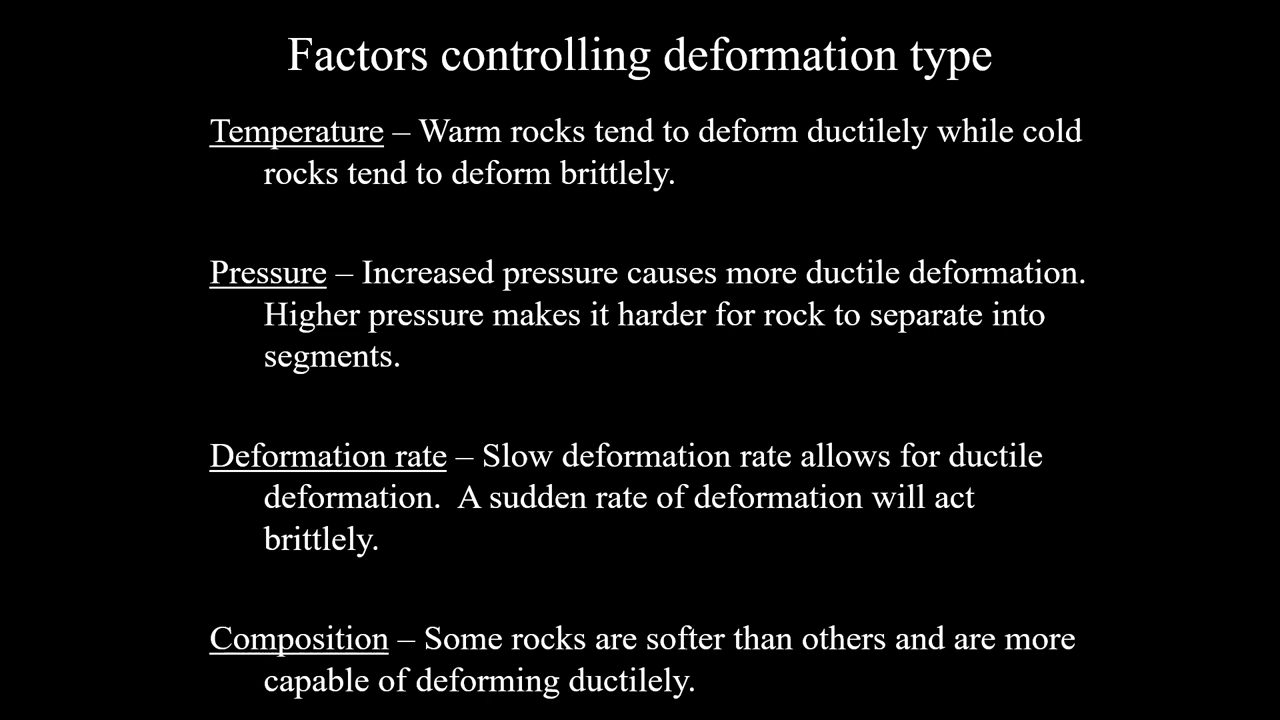 Factors controlling deformation type
Temperature – Warm rocks tend to deform ductilely while cold
rocks tend to deform brittlely.
Pressure – Increased pressure causes more ductile deformation.
Higher pressure makes it harder for rock to separate into
segments.
Deformation rate – Slow deformation rate allows for ductile
deformation.  A sudden rate of deformation will act
brittlely.
Composition – Some rocks are softer than others and are more
capable of deforming ductilely.